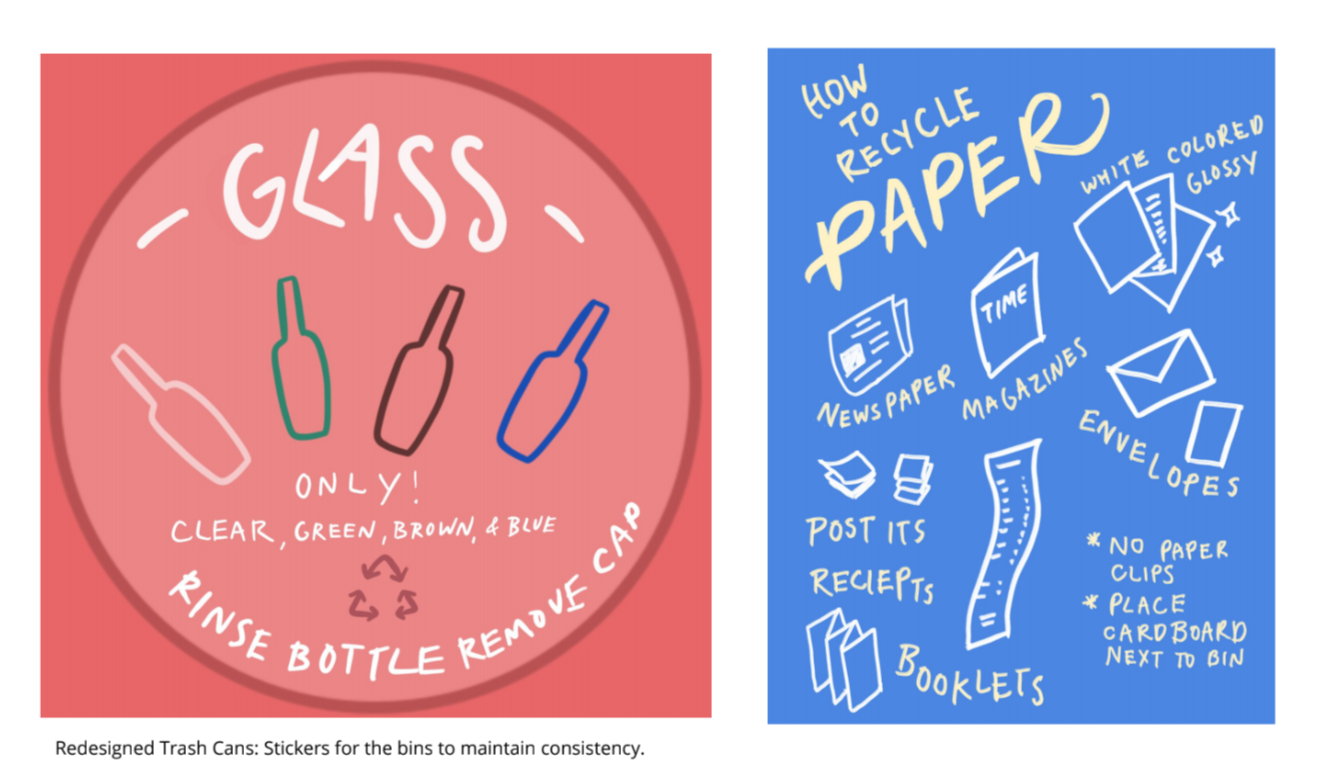 GLASS
ONLY!
CLEAR, GREEN, BROWN, & BLUE
RINSE BOTTLE REMOVE CAP
Redesigned Trash Cans: Stickers for the bins to maintain consistency.
HOW
TO
RECYCLE
PAPER
WHITE COLORED
GLOSSY
TIME
NEWSPAPER
MAGAZINES
ENVELOPES
POST ITS
RECIEPTS
BOOKLETS
* NO PAPER
CLIPS
* PLACE
CARDBOARD
NEXT TO BIN